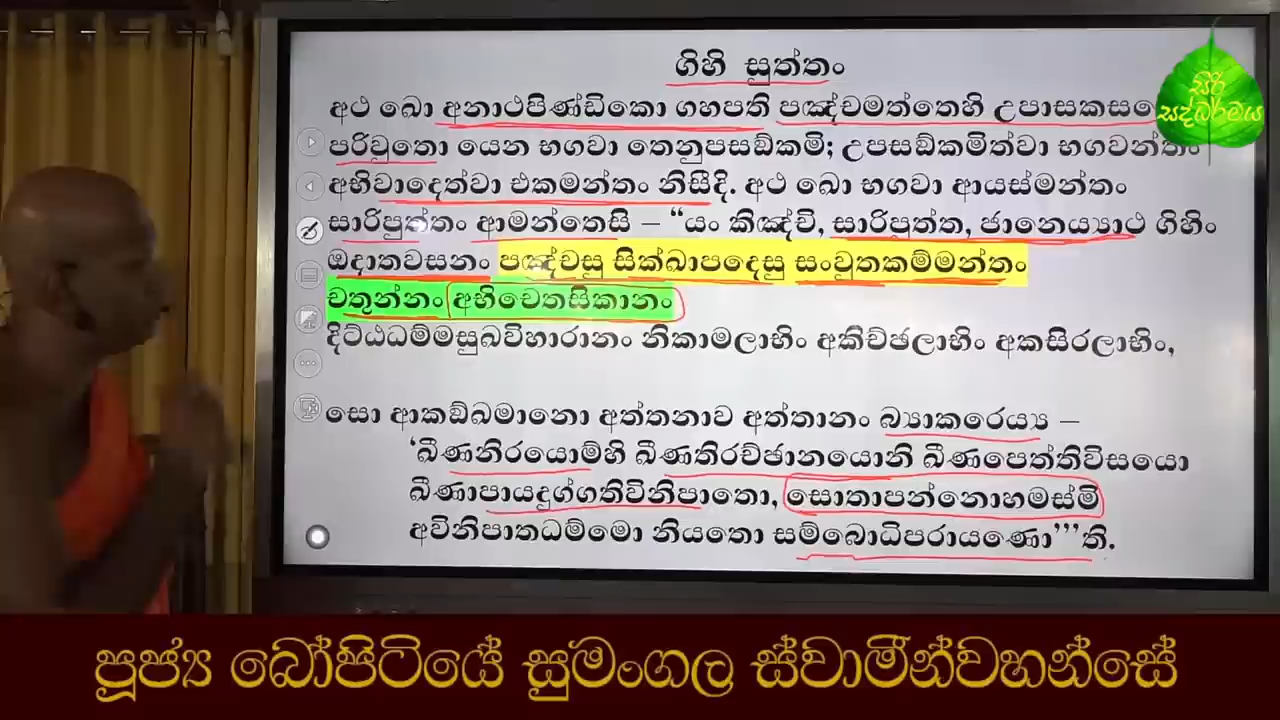 ගිහි සුත්තං
අථ ඛො අනාථපිණ්ඩිකො ගහපති පඤ්චමත්තෙහි
පරිවුතො යෙන භගවා තෙනුපසඞ්කමි; උපසඞ්කමිත්වා භගවන්තං
අභිවාදෙත්වා එකමන්තං නිසීදි. අථ ඛො භගවා ආයස්මන්තං
සාරිපුත්තං ආමන්තෙසි – “යං කිඤ්චි, සාරිපුත්ත, ජානෙය්‍යාථ ගිහිං
ඔදාතවසනං පඤ්චසු සික්ඛාපදෙසු සංවුතකම්මන්තං
චතුන්නං අභිචෙතසිකානං
දිට්ඨධම්මසුඛවිහාරානං නිකාමලාභිං අකිච්ඡලාභිං අකසිරලාභිං,
සො ආකඞ්ඛමානො අත්තනාව අත්තානං බ්‍යාකරෙය්‍ය –
‘ඛීණනිරයොම්හි ඛීණතිරච්ඡානයොනි ඛීණපෙත්තිවිසයො
ඛීණාපායදුග්ගතිවිනිපාතො, සොතාපන්නොහමස්මි
අවිනිපාතධම්මො නියතො සම්බොධිපරායණො’’’ති.
සිරි
සද්ධර්මය
පූජ්‍ය බෝපිටියේ සුමංගල ස්වාමීන්වහන්සේ